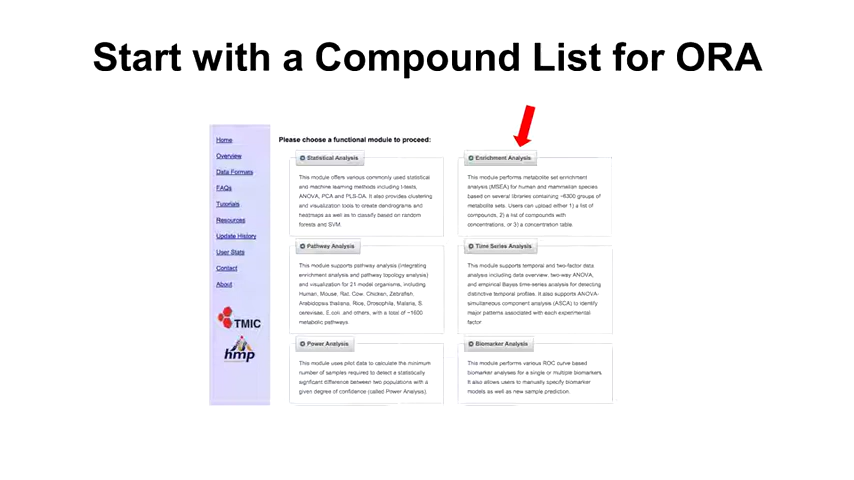 Start with a Compound List for ORA
Home
Overview
Data Formats
FAQs
Tutorials
Resources
Update History
User Stats
Contact
About
TMIC
hmp
Please choose a functional module to proceed:
Statistical Analysis
This module offers various commonly used statistical
and machine learning methods including t-tests,
ANOVA, PCA and PLS-DA. It also provides clustering
and visualization tools to create dendrograms and
heatmaps as well as to classify based on random
forests and SVM.
Enrichment Analysis
This module performs metabolite set enrichment
analysis (MSEA) for human and mammalian species
based on several libraries containing ~6300 groups of
metabolite sets. Users can upload either 1) a list of
compounds, 2) a list of compounds with
concentrations, or 3) a concentration table.
Pathway Analysis
This module supports pathway analysis (integrating
enrichment analysis and pathway topology analysis)
and visualization for 21 model organisms, including
Human, Mouse, Rat, Cow, Chicken, Zebrafish,
Arabidopsis thaliana, Rice, Drosophila, Malaria, S.
cerevisae, E.coli, and others, with a total of ~1600
metabolic pathways
Time Series Analysis
This module supports temporal and two-factor data
analysis including data overview, two-way ANOVA,
and empirical Bayes time-series analysis for detecting
distinctive temporal profiles. It also supports ANOVA-
simultaneous component analysis (ASCA) to identify
major patterns associated with each experimental
factor
Power Analysis
This module uses pilot data to calculate the minimum
number of samples required to detect a statistically
significant difference between two populations with a
given degree of confidence (called Power Analysis).
Biomarker Analysis
This module performs various ROC curve based
biomarker analyses for a single or multiple biomarkers
It also allows users to manually specify biomarker
models as well as new sample prediction.